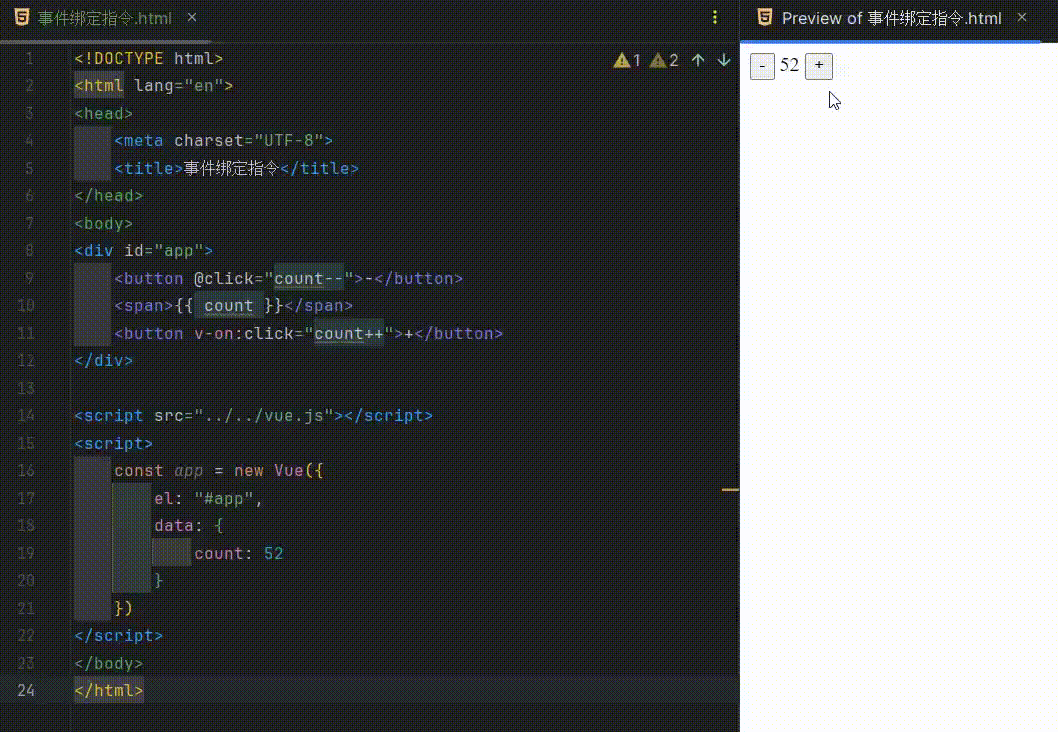 事件绑定指令.html ×
1 2
1 <!DOCTYPE html>
2 <html lang="en">
3 <head>
4 <meta charset="UTF-8">
5 <title>事件绑定指令</title>
6 </head>
7 <body>
8 <div id="app">
9 <button @click="count--">-</button>
10 <span>{{ count }}</span>
11 <button v-on:click="count++">+</button>
12 </div>
13
14 <script src="../../vue.js"></script>
15 <script>
16 const app = new Vue({
17 el: "#app",
18 data: {
19 count: 52
20 }
21 })
22 </script>
23 </body>
24 </html>
Preview of 事件绑定指令.html ×
- 52 +